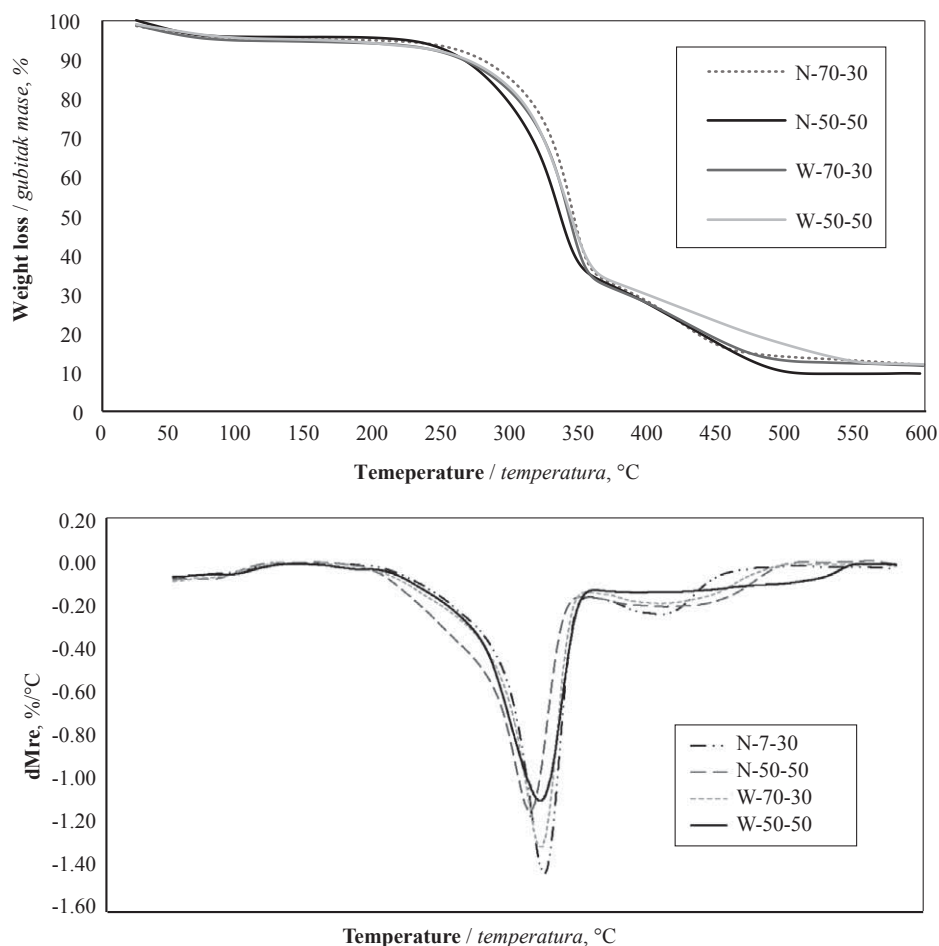 100
90
80
70
60
50
40
30
20
10
0
Weight loss / gubitak mase, %
N-70-30
N-50-50
W-70-30
W-50-50
0 50 100 150 200 250 300 350 400 450 500 550 600
Temeperature / temperatura, °C
0.20
0.00
-0.20
-0.40
-0.60
-0.80
-1.00
-1.20
-1.40
-1.60
dMre, %/°C
N-7-30
N-50-50
W-70-30
W-50-50
Temperature / temperatura, °C